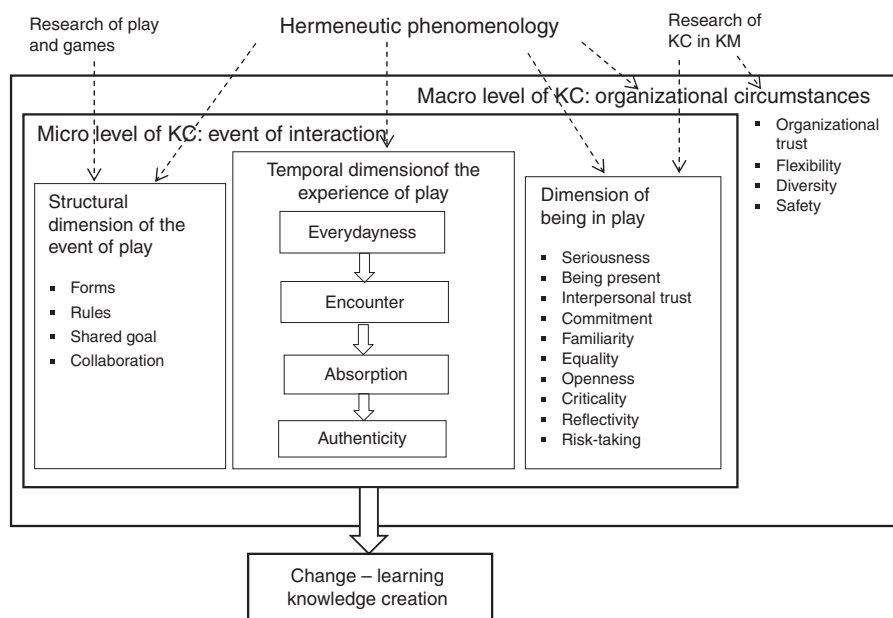 Research of play
and games
Hermeneutic phenomenology
Research of
KC in KM
Macro level of KC: organizational circumstances
Organizational
trust
Flexibility
Diversity
Safety
Micro level of KC: event of interaction
Structural
dimension of the
event of play
Forms
Rules
Shared goal
Collaboration
Temporal dimensionof the
experience of play
Everydayness
Encounter
Absorption
Authenticity
Dimension of
being in play
Seriousness
Being present
Interpersonal trust
Commitment
Familiarity
Equality
Openness
Criticality
Reflectivity
Risk-taking
Change – learning
knowledge creation